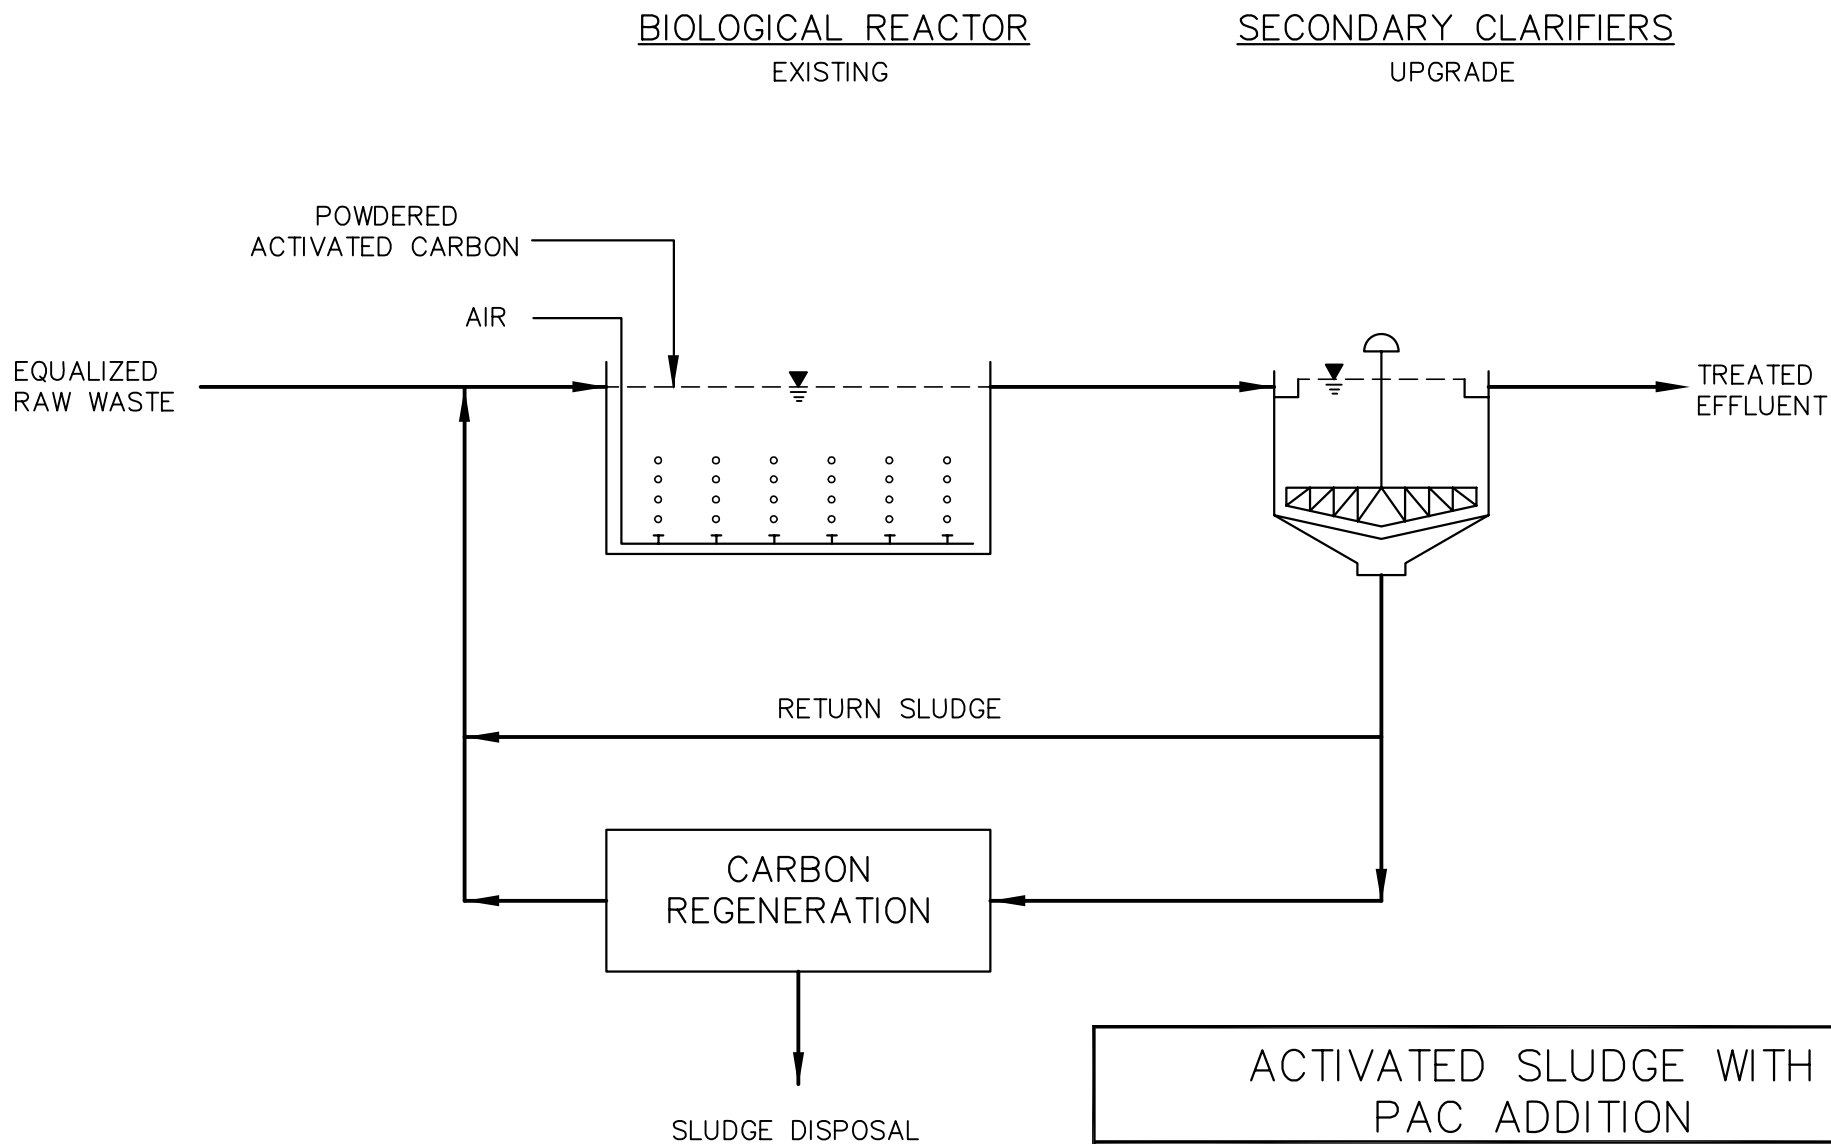 BIOLOGICAL REACTOR
EXISTING
SECONDARY CLARIFIERS
UPGRADE
POWDERED
ACTIVATED CARBON
AIR
EQUALIZED
RAW WASTE
TREATED
EFFLUENT
RETURN SLUDGE
CARBON
REGENERATION
SLUDGE DISPOSAL
ACTIVATED SLUDGE WITH
PAC ADDITION